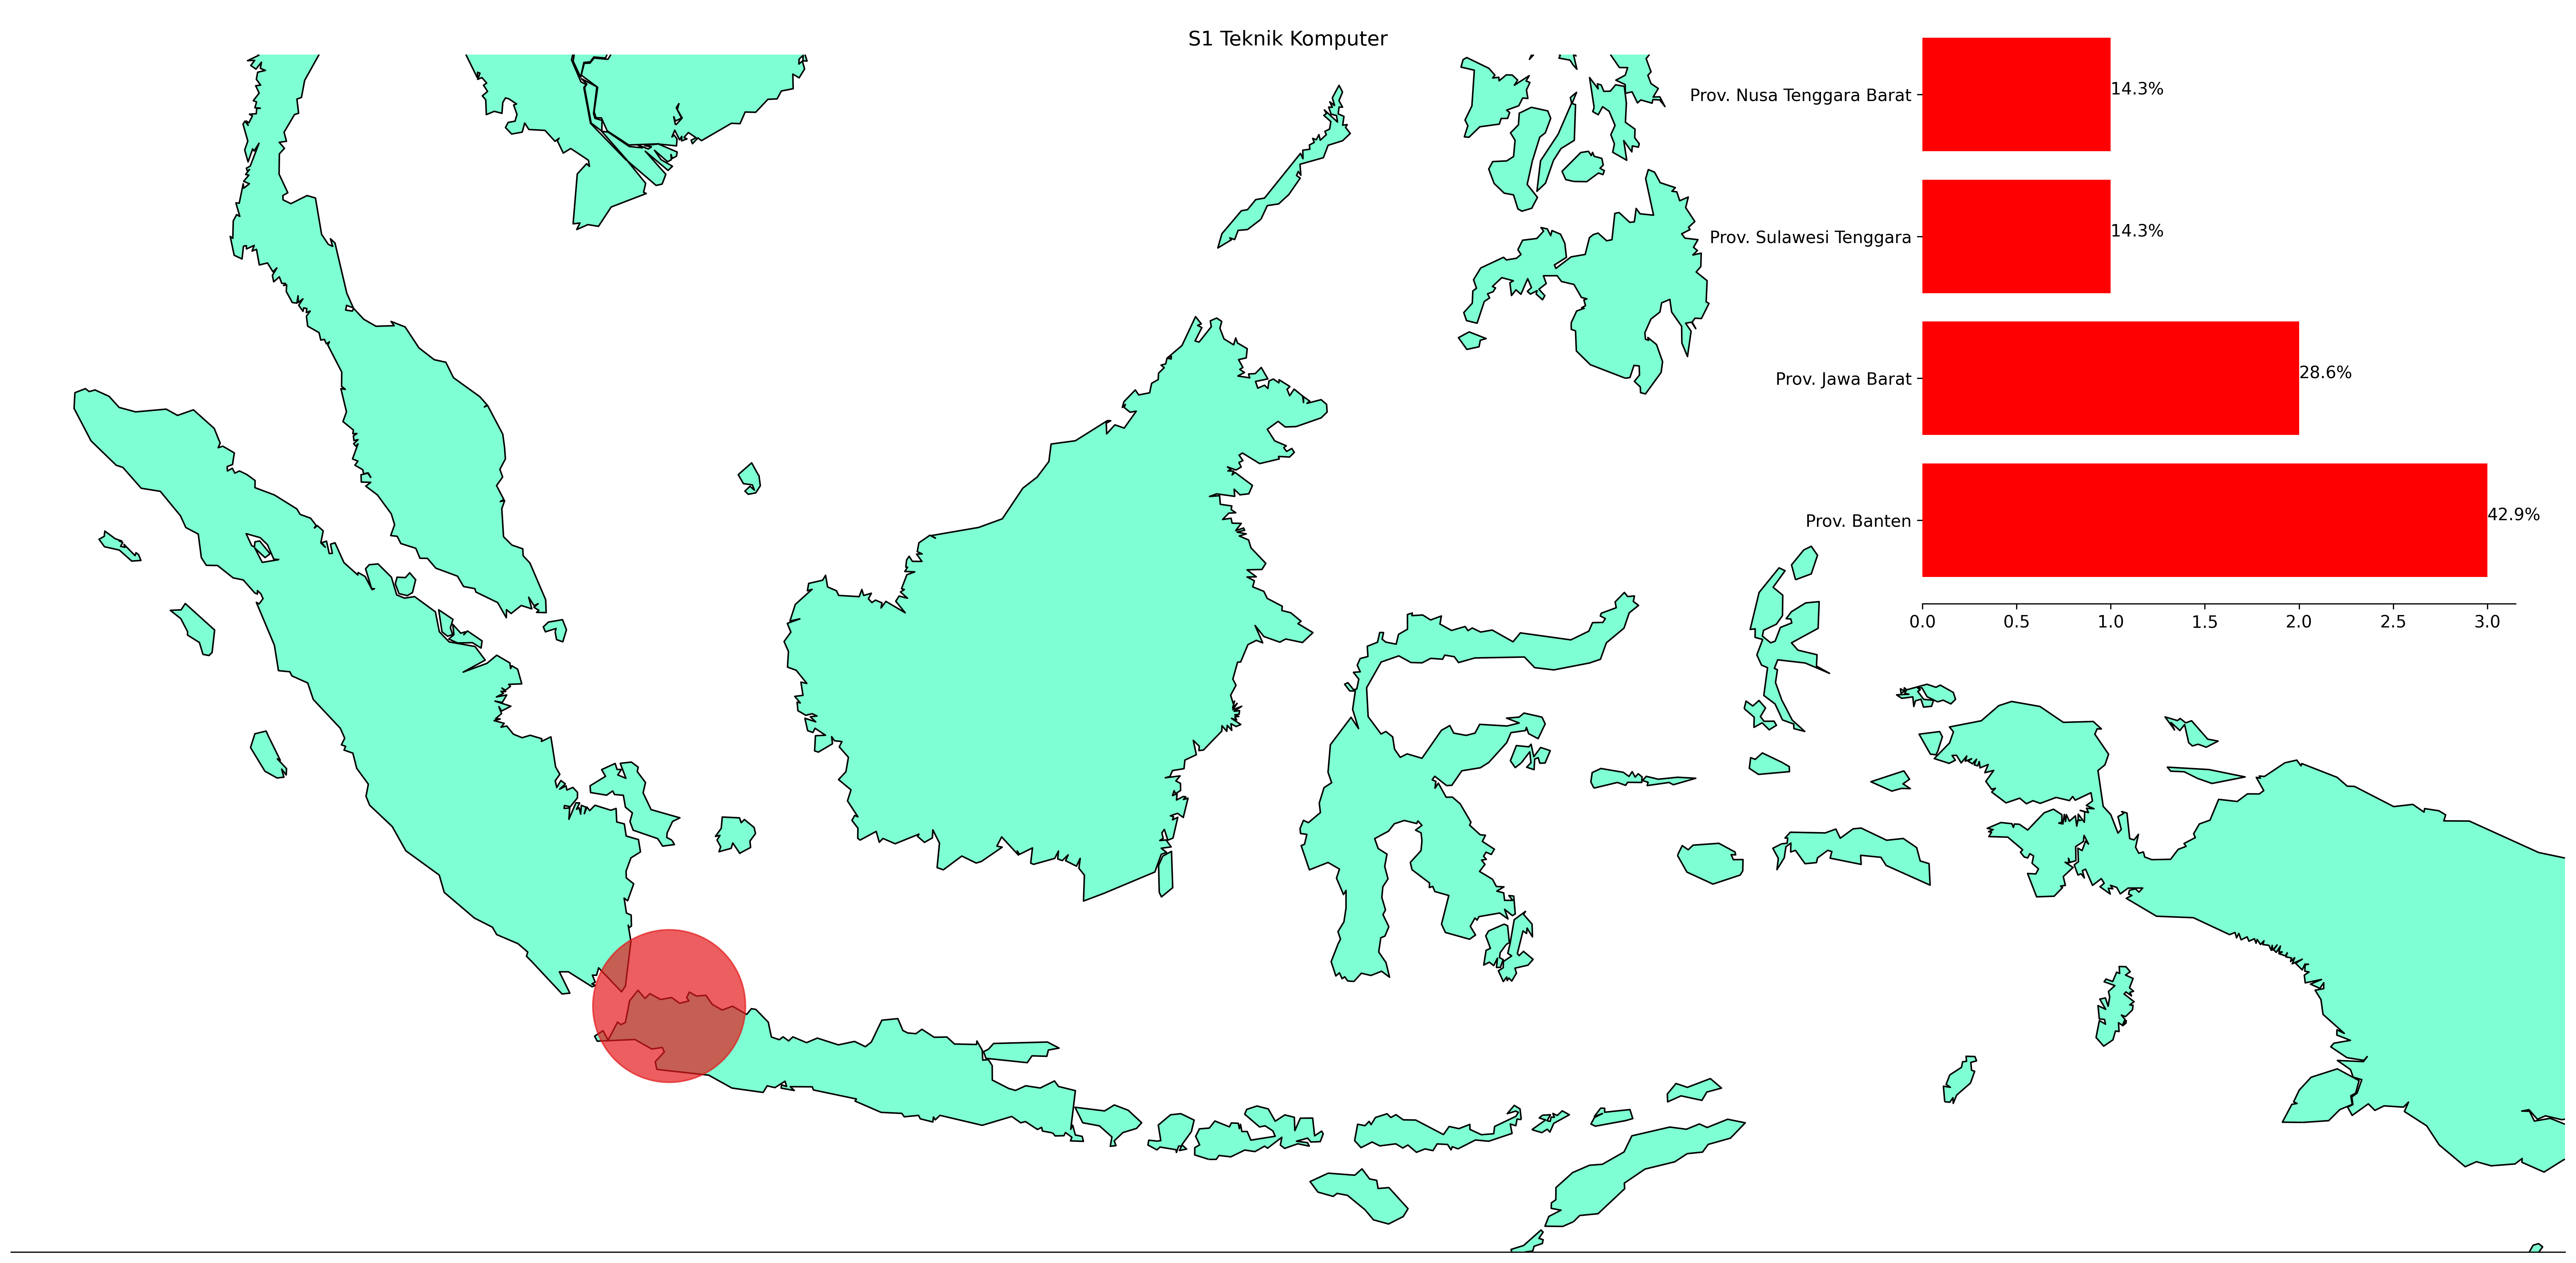 S1 Teknik Komputer
Prov. Nusa Tenggara Barat
14.3%
Prov. Sulawesi Tenggara
14.3%
Prov. Jawa Barat
28.6%
Prov. Banten
42.9%
0.0 0.5 1.0 1.5 2.0 2.5 3.0